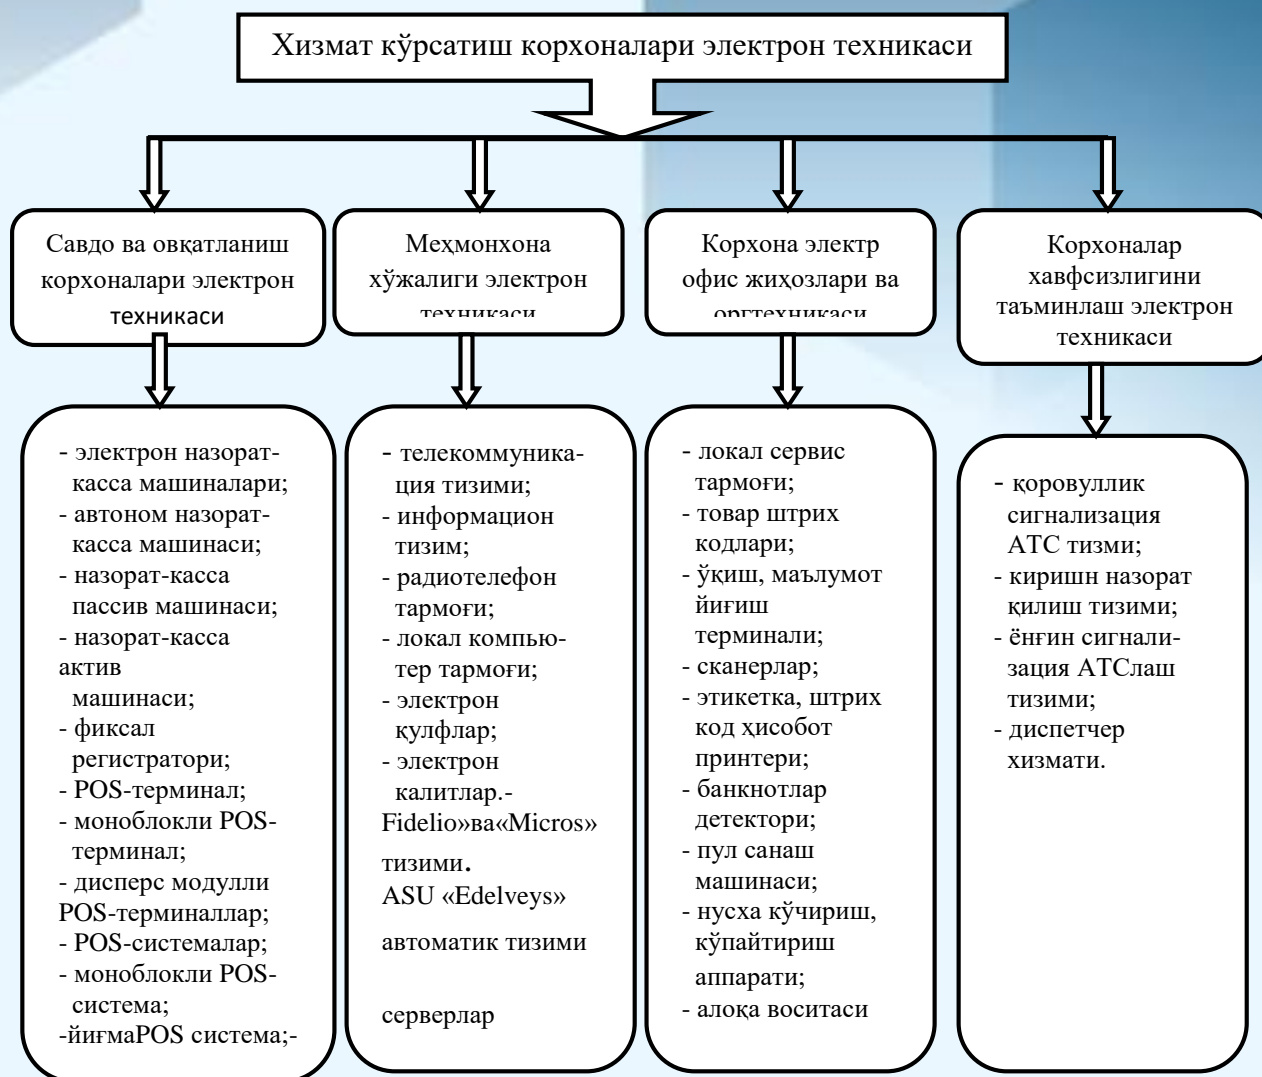 Хизмат кўрсатиш корхоналари электрон техникаси
Савдо ва овқатланиш
корхоналари электрон
техникаси
Меҳмонхона
хўжалиги электрон
техникаси
Корхона электр
офис жиҳозлари ва
оргтехникаси
Корхоналар
хавфсизлигини
таъминлаш электрон
техникаси
- электрон назорат-
касса машиналари;
- автоном назорат-
касса машинаси;
- назорат-касса
пассив машинаси;
- назорат-касса
актив
машинаси;
- фиксал
регистратори;
- POS-терминал;
- моноблокли POS-
терминал;
- дисперс модулли
POS-терминаллар;
- POS-системалар;
- моноблокли POS-
система;
-йиғмаPOS система;-
- телекоммуника-
ция тизими;
- информацион
тизим;
- радиотелефон
тармоғи;
- локал компью-
тер тармоғи;
- электрон
қулфлар;
- электрон
калитлар.-
Fidelio»ва«Micros»
тизими.
ASU «Edelveys»
автоматик тизими
серверлар
- локал сервис
тармоғи;
- товар штрих
кодлари;
- ўқиш, маълумот
йиғиш
терминали;
- сканерлар;
- этикетка, штрих
код ҳисобот
принтери;
- банкнотлар
детектори;
- пул санаш
машинаси;
- нусха кўчириш,
кўпайтириш
аппарати;
- алоқа воситаси
- қоровуллик
сигнализация
АТС тизми;
- киришн назорат
қилиш тизими;
- ёнғин сигнали-
зация АТСлаш
тизими;
- диспетчер
хизмати.